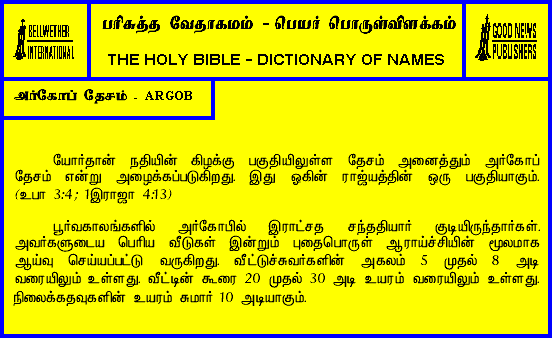 BELLWETHER
INTERNATIONAL
பரிசுத்த வேதாகமம் - பெயர் பொருள்விளக்கம்
THE HOLY BIBLE - DICTIONARY OF NAMES
GOOD NEWS
PUBLISHERS
அர்கோப் தேசம் - ARGOB
யோர்தான் நதியின் கிழக்கு பகுதியிலுள்ள தேசம் அனைத்தும் அர்கோப்
தேசம் என்று அழைக்கப்படுகிறது. இது ஒகின் ராஜ்யத்தின் ஒரு பகுதியாகும்.
(உபா 3:4; 1இராஜா 4:13)
பூர்வகாலங்களில் அர்கோபில் இராட்சத சந்ததியார் குடியிருந்தார்கள்.
அவர்களுடைய பெரிய வீடுகள் இன்றும் புதைபொருள் ஆராய்ச்சியின் மூலமாக
ஆய்வு செய்யப்பட்டு வருகிறது. வீட்டுச்சுவர்களின் அகலம் 5 முதல் 8 அடி
வரையிலும் உள்ளது. வீட்டின் கூரை 20 முதல் 30 அடி உயரம் வரையிலும் உள்ளது.
நிலைக்கதவுகளின் உயரம் சுமார் 10 அடியாகும்.